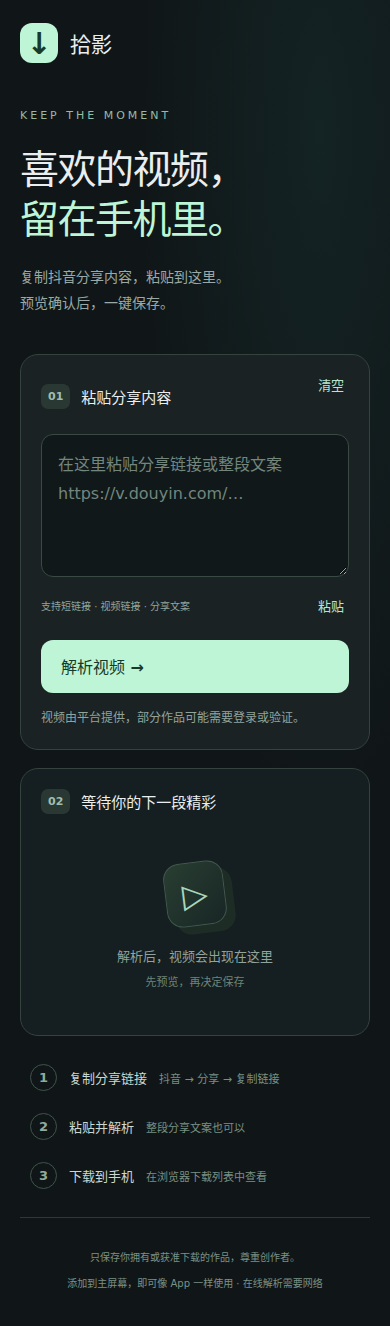 拾影
KEEP THE MOMENT
喜欢的视频，
留在手机里。
复制抖音分享内容，粘贴到这里。
预览确认后，一键保存。
01 粘贴分享内容 清空
在这里粘贴分享链接或整段文案
https://v.douyin.com/...
支持短链接 · 视频链接 · 分享文案 粘贴
解析视频 →
视频由平台提供，部分作品可能需要登录或验证。
02 等待你的下一段精彩
解析后，视频会出现在这里
先预览，再决定保存
1 复制分享链接 抖音 → 分享 → 复制链接
2 粘贴并解析 整段分享文案也可以
3 下载到手机 在浏览器下载列表中查看
只保存你拥有或获准下载的作品，尊重创作者。
添加到主屏幕，即可像 App 一样使用 · 在线解析需要网络